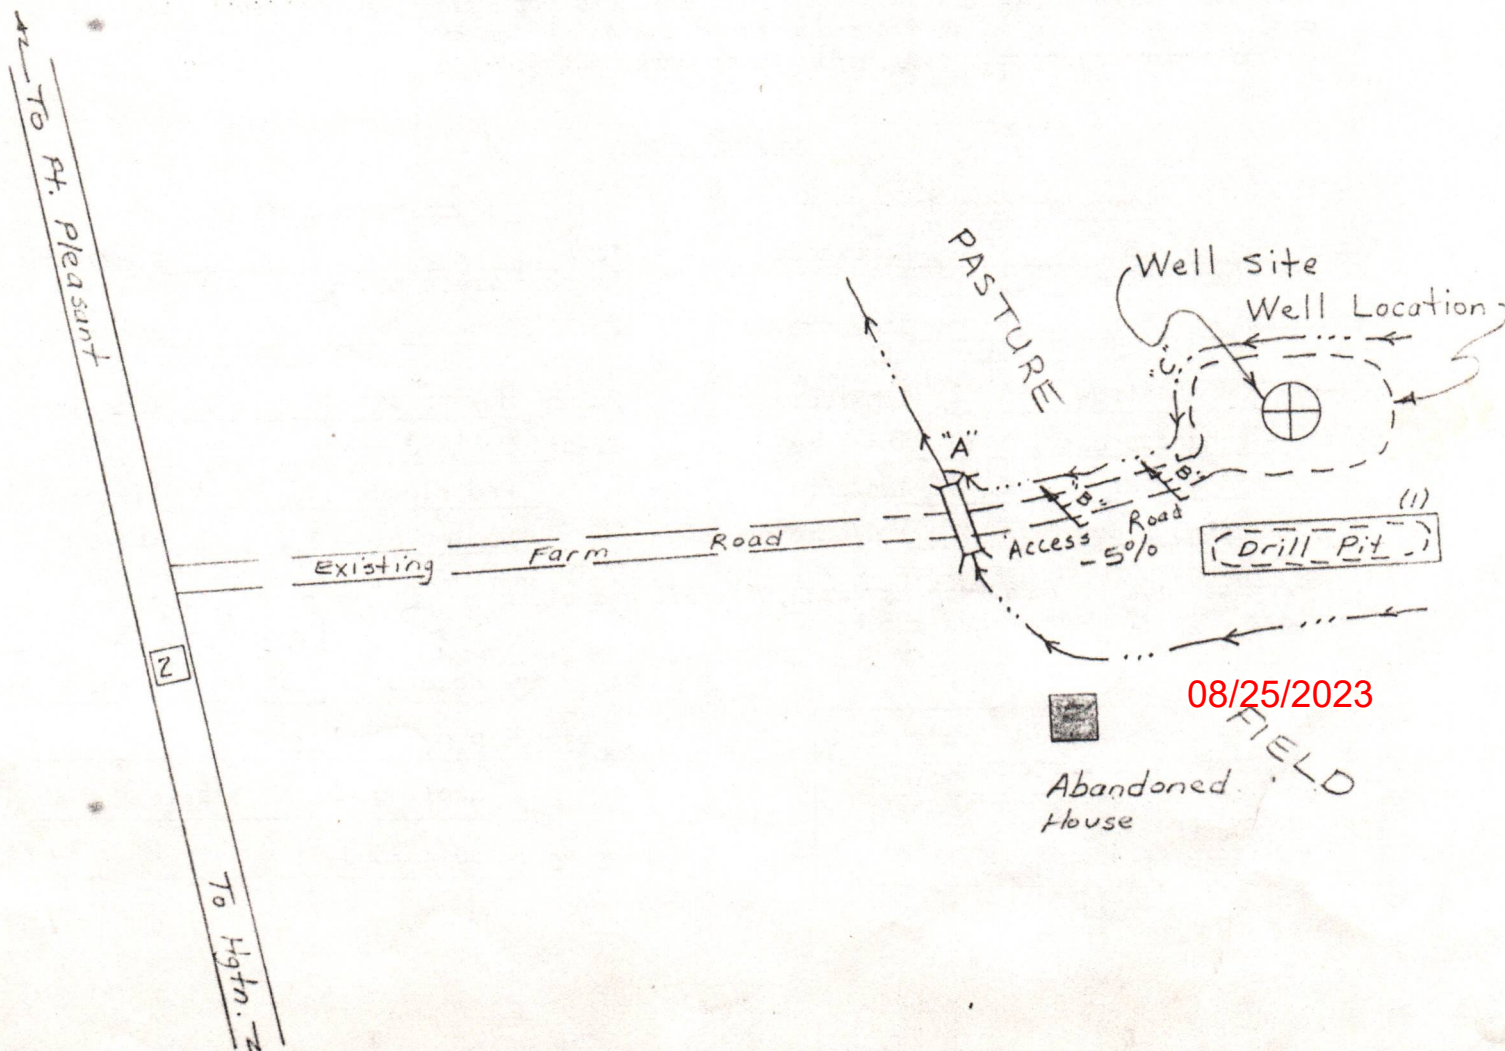 To Pt. Pleasant
PASTURE
Well Site
Well Location
"C"
"A"
"B"
"B"
Access Road
- 5%
(1)
Drill Pit
Existing Farm Road
2
08/25/2023
FIELD
Abandoned
House
To Hgtn.